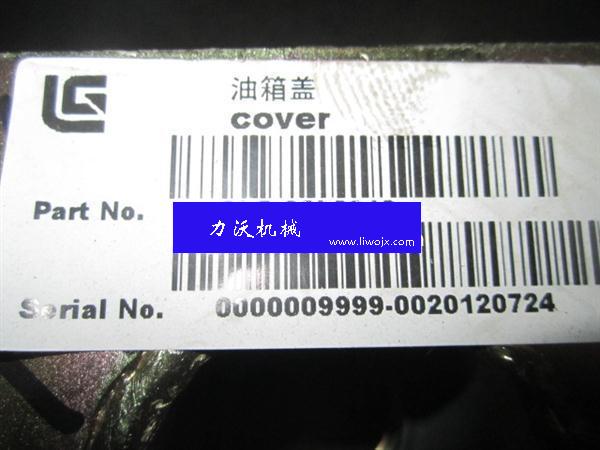 油箱盖
cover
Part No.
力沃机械
www.liwojx.com
Serial No. 0000009999-0020120724